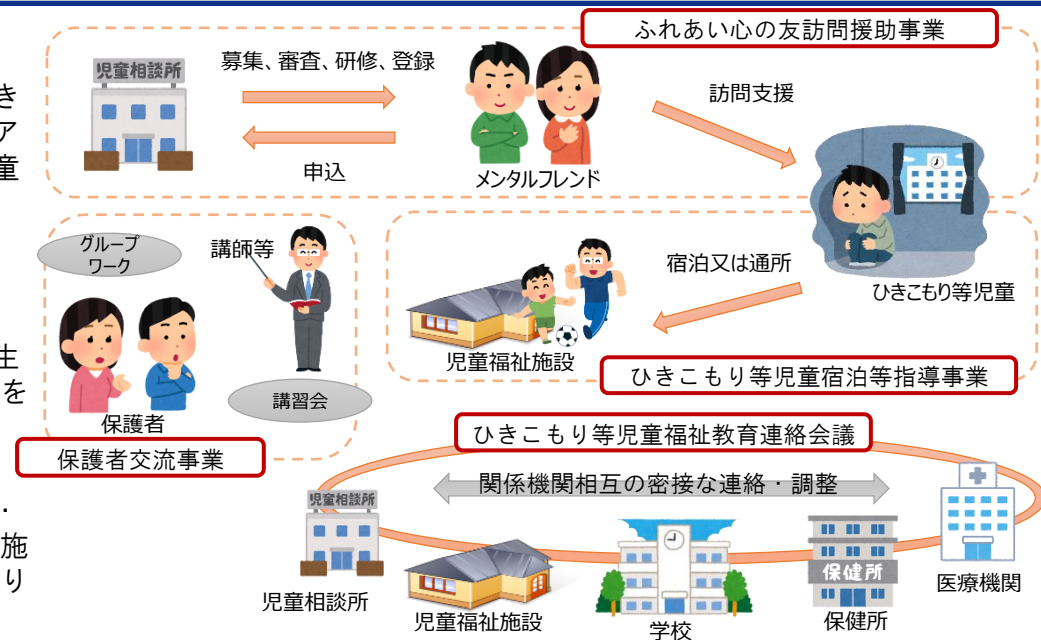 ふれあい心の友訪問援助事業
児童相談所
募集、審査、研修、登録
申込
メンタルフレンド
訪問支援
き
ア
童
グループ
ワーク
講師等
保護者
講習会
保護者交流事業
宿泊又は通所
ひきこもり等児童
児童福祉施設
ひきこもり等児童宿泊等指導事業
生
を
ひきこもり等児童福祉教育連絡会議
関係機関相互の密接な連絡・調整
・
施
り
児童相談所
児童相談所
児童福祉施設
学校
保健所
保健所
医療機関